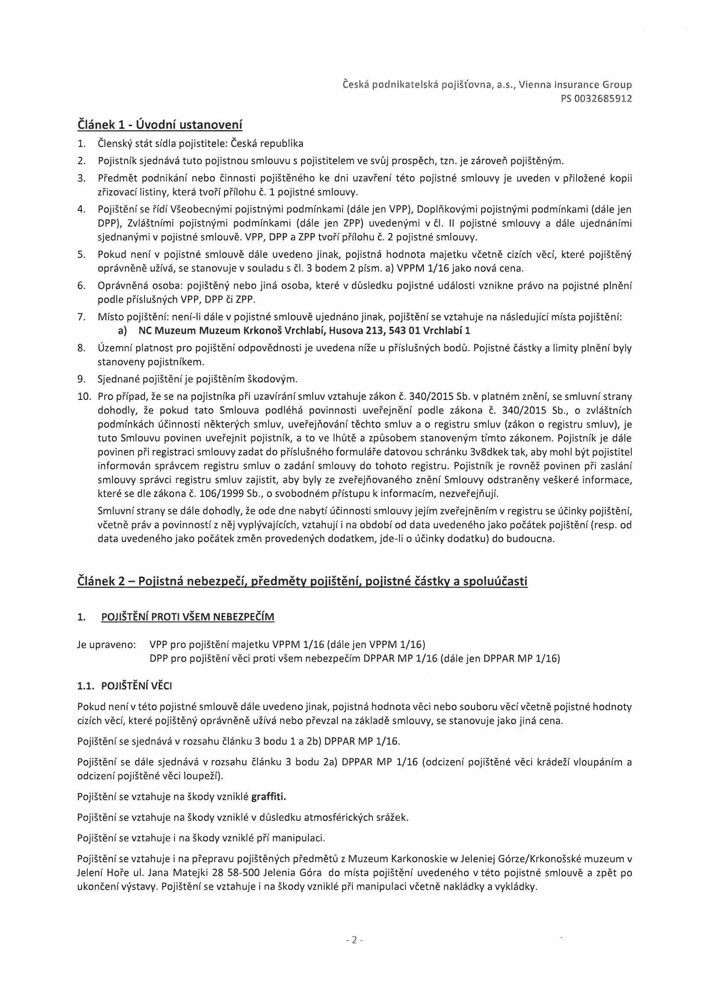 Česká podnikatelská pojišťovna, a.s., Vienna Insurance Group
PS 0032685912
Článek 1 - Úvodní ustanovení
1. Členský stát sídla pojistitele: Česká republika
2. Pojistník sjednává tuto pojistnou smlouvu s pojistitelem ve svůj prospěch, tzn. je zároveň pojištěným.
3. Předmět podnikání nebo činnosti pojištěného ke dni uzavření této pojistné smlouvy je uveden v přiložené kopii
zřizovací listiny, která tvoří přílohu č. 1 pojistné smlouvy.
4. Pojištění se řídí Všeobecnými pojistnými podmínkami (dále jen VPP), Doplňkovými pojistnými podmínkami (dále jen
DPP), Zvláštními pojistnými podmínkami (dále jen ZPP) uvedenými v čl. II pojistné smlouvy a dále ujednáními
sjednanými v pojistné smlouvě. VPP, DPP a ZPP tvoří přílohu č. 2 pojistné smlouvy.
5. Pokud není v pojistné smlouvě dále uvedeno jinak, pojistná hodnota majetku včetně cizích věcí, které pojištěný
oprávněně užívá, se stanovuje v souladu s čl. 3 bodem 2 písm. a) VPPM 1/16 jako nová cena.
6. Oprávněná osoba: pojištěný nebo jiná osoba, které v důsledku pojistné události vznikne právo na pojistné plnění
podle příslušných VPP, DPP či ZPP.
7. Místo pojištění: není-li dále v pojistné smlouvě ujednáno jinak, pojištění se vztahuje na následující místa pojištění:
a) NC Muzeum Muzeum Krkonoš Vrchlabí, Husova 213, 543 01 Vrchlabí 1
8. Územní platnost pro pojištění odpovědnosti je uvedena níže u příslušných bodů. Pojistné částky a limity plnění byly
stanoveny pojistníkem.
9. Sjednané pojištění je pojištěním škodovým.
10. Pro případ, že se na pojistníka při uzavírání smluv vztahuje zákon č. 340/2015 Sb. v platném znění, se smluvní strany
dohodly, že pokud tato Smlouva podléhá povinnosti uveřejnění podle zákona č. 340/2015 Sb., o zvláštních
podmínkách účinnosti některých smluv, uveřejňování těchto smluv a o registru smluv (zákon o registru smluv), je
tuto Smlouvu povinen uveřejnit pojistník, a to ve lhůtě a způsobem stanoveným tímto zákonem. Pojistník je dále
povinen při registraci smlouvy zadat do příslušného formuláře datovou schránku 3v8dkek tak, aby mohl být pojistitel
informován správcem registru smluv o zadání smlouvy do tohoto registru. Pojistník je rovněž povinen při zaslání
smlouvy správci registru smluv zajistit, aby byly ze zveřejňovaného znění Smlouvy odstraněny veškeré informace,
které se dle zákona č. 106/1999 Sb., o svobodném přístupu k informacím, nezveřejňují.
Smluvní strany se dále dohodly, že ode dne nabytí účinnosti smlouvy jejím zveřejněním v registru se účinky pojištění,
včetně práv a povinností z něj vyplývajících, vztahují i na období od data uvedeného jako počátek pojištění (resp. od
data uvedeného jako počátek změn provedených dodatkem, jde-li o účinky dodatku) do budoucna.
Článek 2 – Pojistná nebezpečí, předměty pojištění, pojistné částky a spoluúčasti
1. POJIŠTĚNÍ PROTI VŠEM NEBEZPEČÍM
Je upraveno: VPP pro pojištění majetku VPPM 1/16 (dále jen VPPM 1/16)
DPP pro pojištění věci proti všem nebezpečím DPPAR MP 1/16 (dále jen DPPAR MP 1/16)
1.1. POJIŠTĚNÍ VĚCI
Pokud není v této pojistné smlouvě dále uvedeno jinak, pojistná hodnota věci nebo souboru věcí včetně pojistné hodnoty
cizích věcí, které pojištěný oprávněně užívá nebo převzal na základě smlouvy, se stanovuje jako jiná cena.
Pojištění se sjednává v rozsahu článku 3 bodu 1 a 2b) DPPAR MP 1/16.
Pojištění se dále sjednává v rozsahu článku 3 bodu 2a) DPPAR MP 1/16 (odcizení pojištěné věci krádeží vloupáním a
odcizení pojištěné věci loupeží).
Pojištění se vztahuje na škody vzniklé graffiti.
Pojištění se vztahuje na škody vzniklé v důsledku atmosférických srážek.
Pojištění se vztahuje i na škody vzniklé pří manipulaci.
Pojištění se vztahuje i na přepravu pojištěných předmětů z Muzeum Karkonoskie w Jeleniej Górze/Krkonošské muzeum v
Jelení Hoře ul. Jana Matejki 28 58-500 Jelenia Góra do místa pojištění uvedeného v této pojistné smlouvě a zpět po
ukončení výstavy. Pojištění se vztahuje i na škody vzniklé při manipulaci včetně nakládky a vykládky.
- 2 -